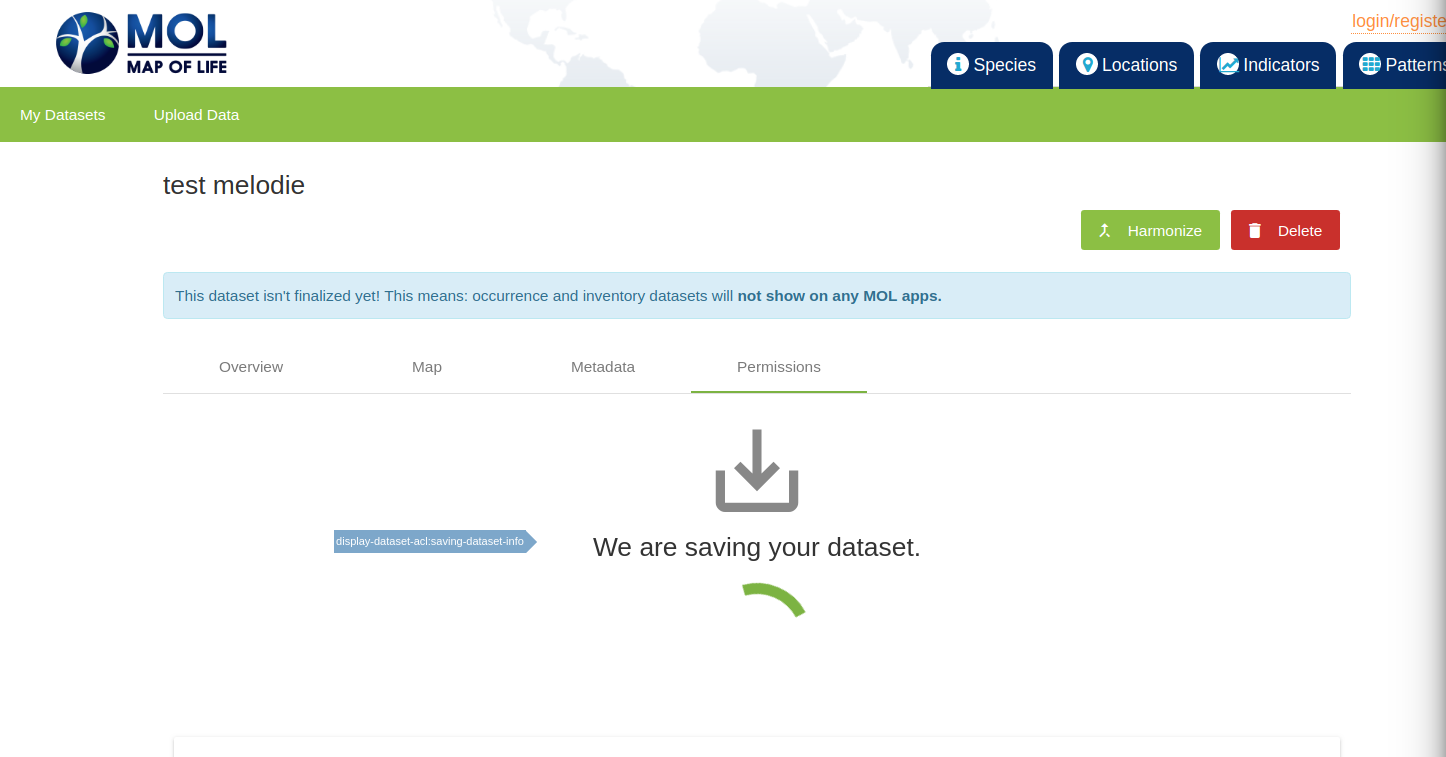 MOL
MAP OF LIFE
login/registe
Species
Locations
Indicators
Patterns
My Datasets
Upload Data
test melodie
Harmonize
Delete
This dataset isn't finalized yet! This means: occurrence and inventory datasets will not show on any MOL apps.
Overview
Map
Metadata
Permissions
display-dataset-acl:saving-dataset-info
We are saving your dataset.